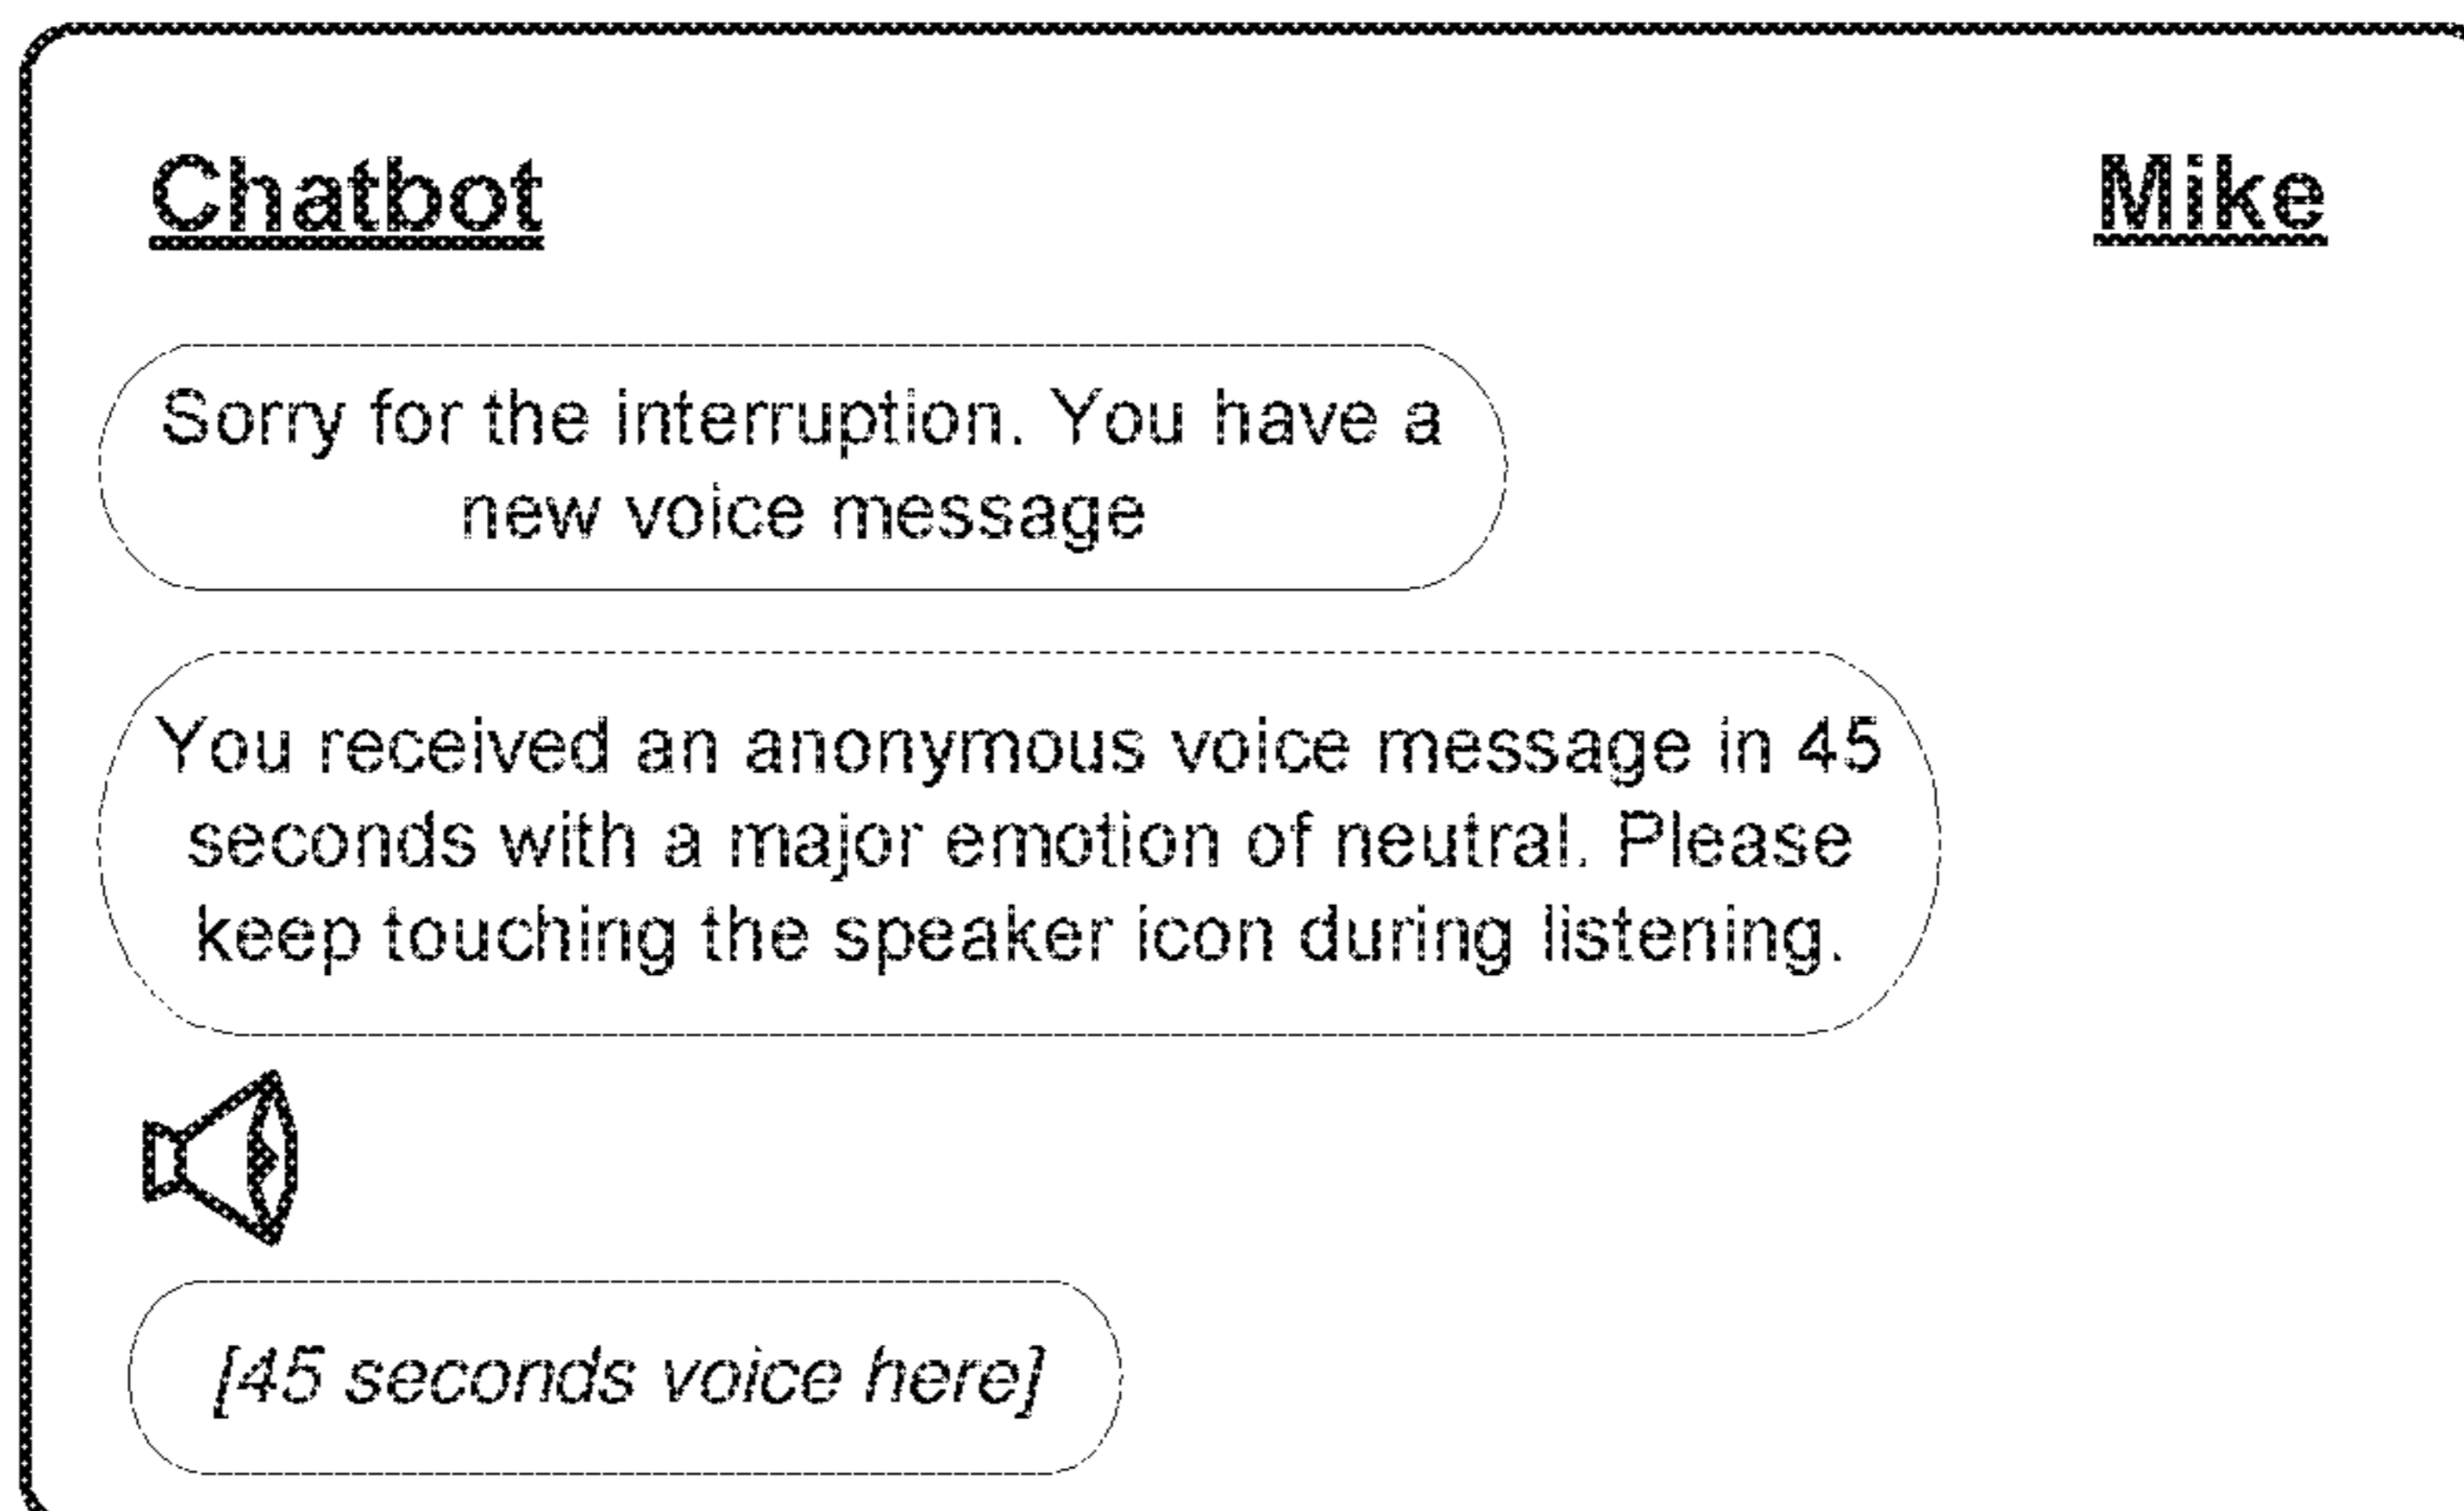 Chatbot
Mike
Sorry for the interruption. You have a
new voice message
You received an anonymous voice message in 45
seconds with a major emotion of neutral. Please
keep touching the speaker icon during listening.
[45 seconds voice here]